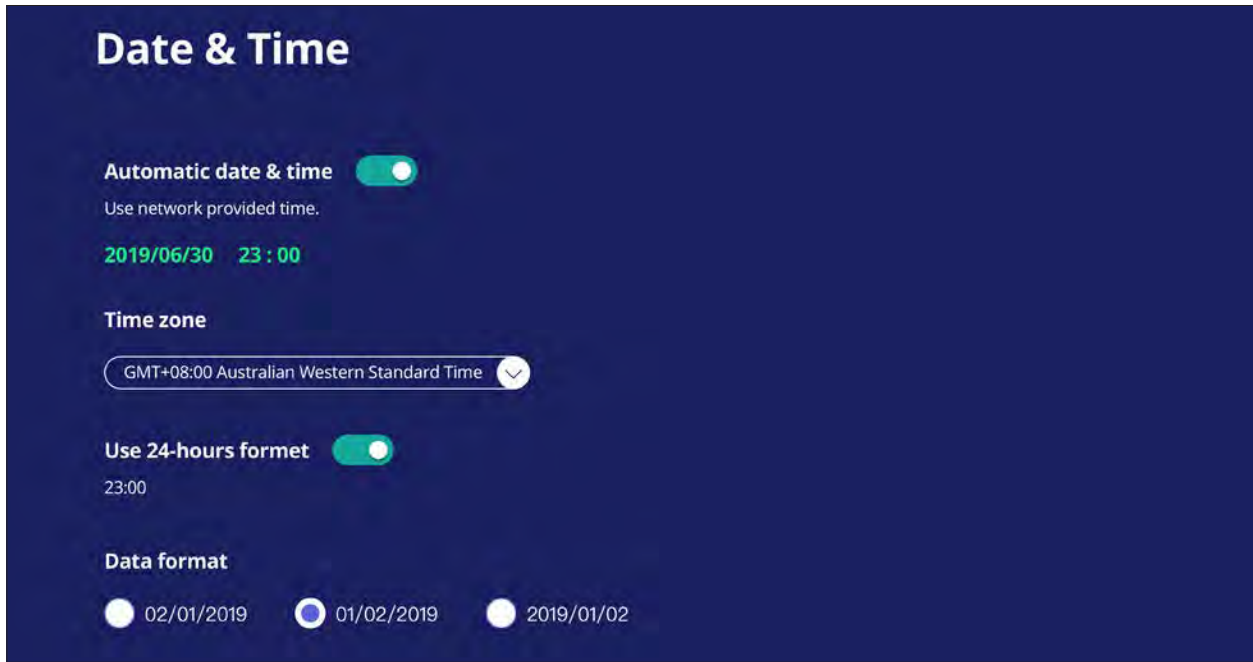 Date & Time
Automatic date & time
Use network provided time.
2019/06/30 23 : 00
Time zone
GMT+08:00 Australian Western Standard Time
Use 24-hours formet
23:00
Data format
02/01/2019 01/02/2019 2019/01/02